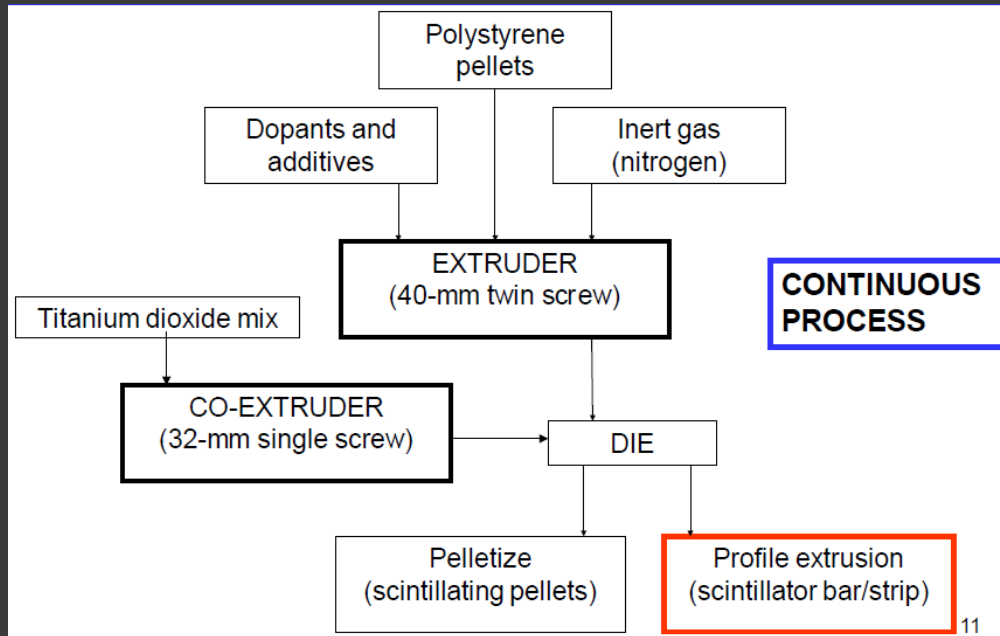 Polystyrene
pellets
Dopants and
additives
Inert gas
(nitrogen)
EXTRUDER
(40-mm twin screw)
CONTINUOUS
PROCESS
Titanium dioxide mix
CO-EXTRUDER
(32-mm single screw)
DIE
Pelletize
(scintillating pellets)
Profile extrusion
(scintillator bar/strip)
11